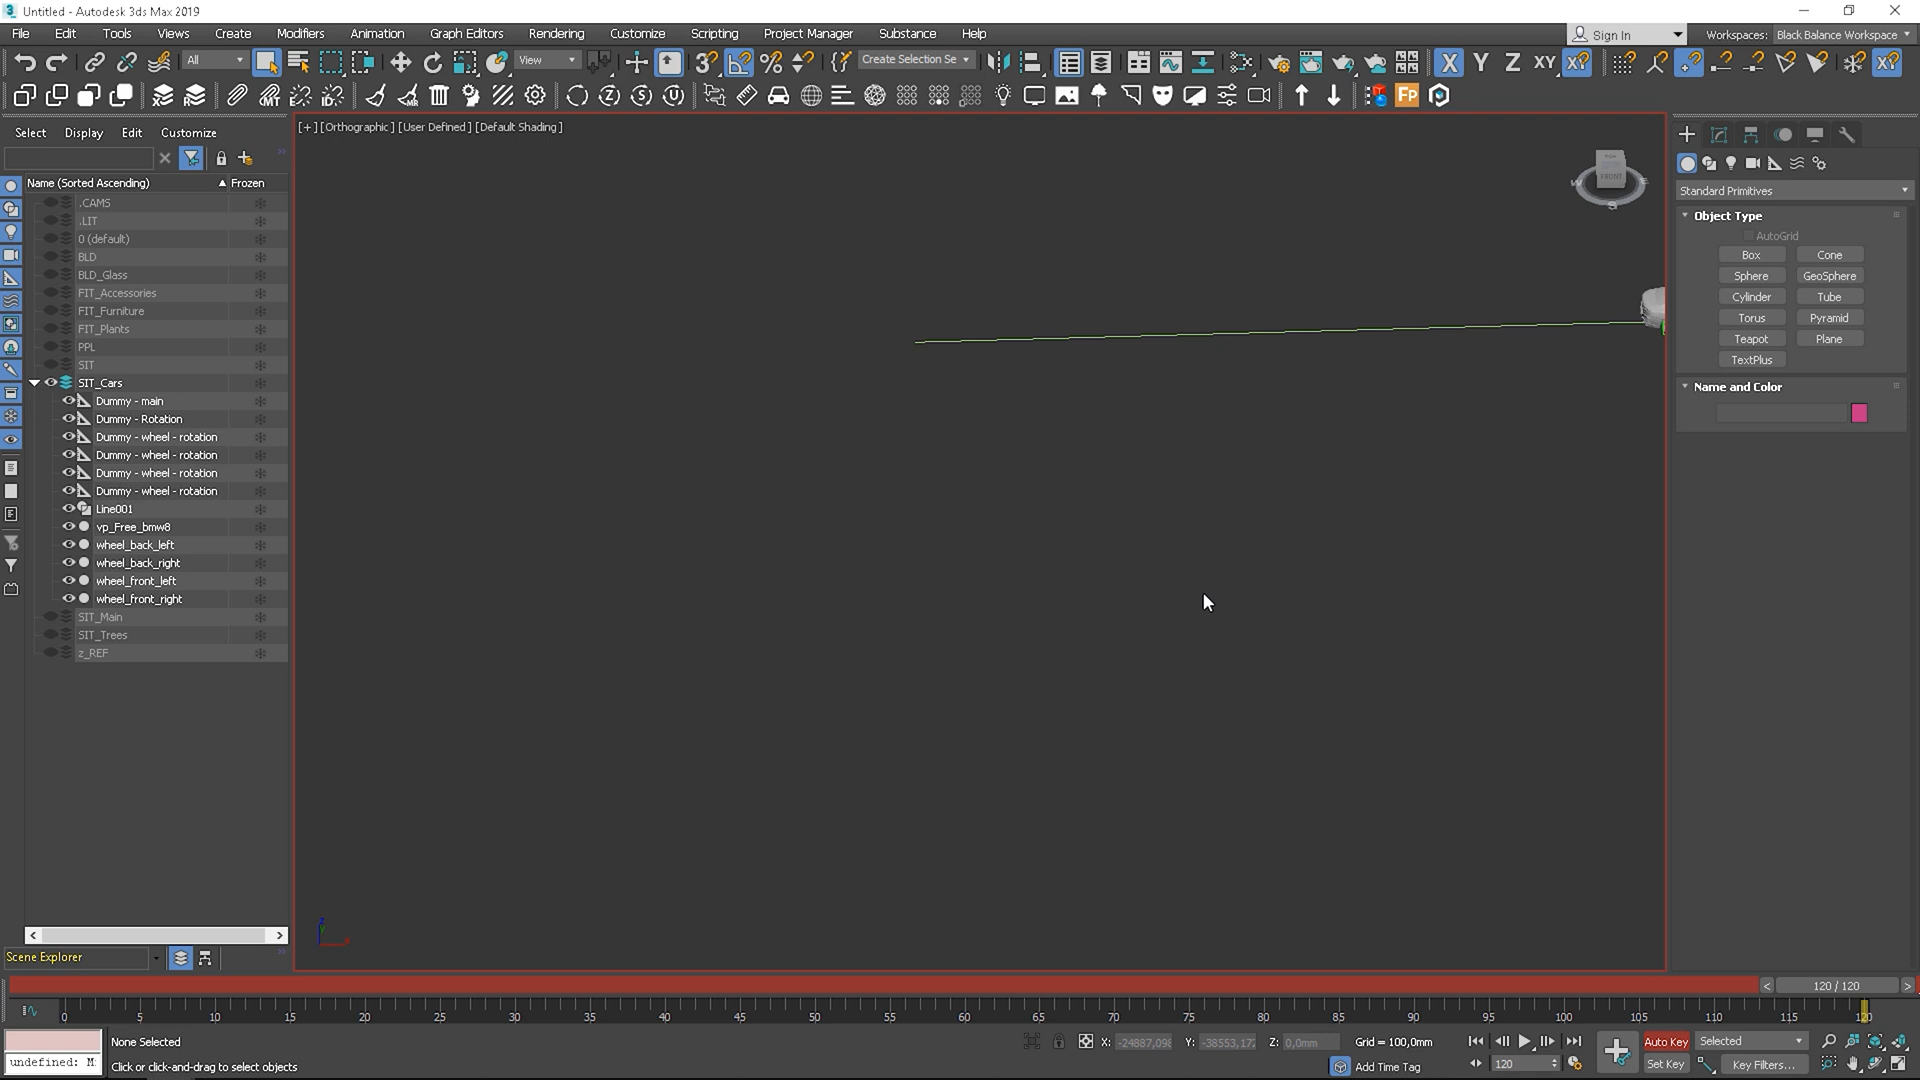 Untitled - Autodesk 3ds Max 2019
File Edit Tools Views Create Modifiers Animation Graph Editors Rendering Customize Scripting Project Manager Substance Help
Sign In Workspaces: Black Balance Workspace
All View Create Selection Se X Y Z XY XY
FP
Select Display Edit Customize
[+] [Orthographic] [User Defined] [Default Shading]
FRONT
Name (Sorted Ascending) Frozen
.CAMS
.LIT
0 (default)
BLD
BLD_Glass
FIT_Accessories
FIT_Furniture
FIT_Plants
PPL
SIT
SIT_Cars
Dummy - main
Dummy - Rotation
Dummy - wheel - rotation
Dummy - wheel - rotation
Dummy - wheel - rotation
Dummy - wheel - rotation
Line001
vp_Free_bmw8
wheel_back_left
wheel_back_right
wheel_front_left
wheel_front_right
SIT_Main
SIT_Trees
z_REF
Standard Primitives
Object Type
AutoGrid
Box Cone
Sphere GeoSphere
Cylinder Tube
Torus Pyramid
Teapot Plane
TextPlus
Name and Color
Scene Explorer
< 120 / 120 >
0 5 10 15 20 25 30 35 40 45 50 55 60 65 70 75 80 85 90 95 100 105 110 115 120
None Selected X: -24887,098 Y: -38553,17 Z: 0,0mm Grid = 100,0mm Auto Key Selected
undefined: M Click or click-and-drag to select objects Add Time Tag 120 Set Key Key Filters...